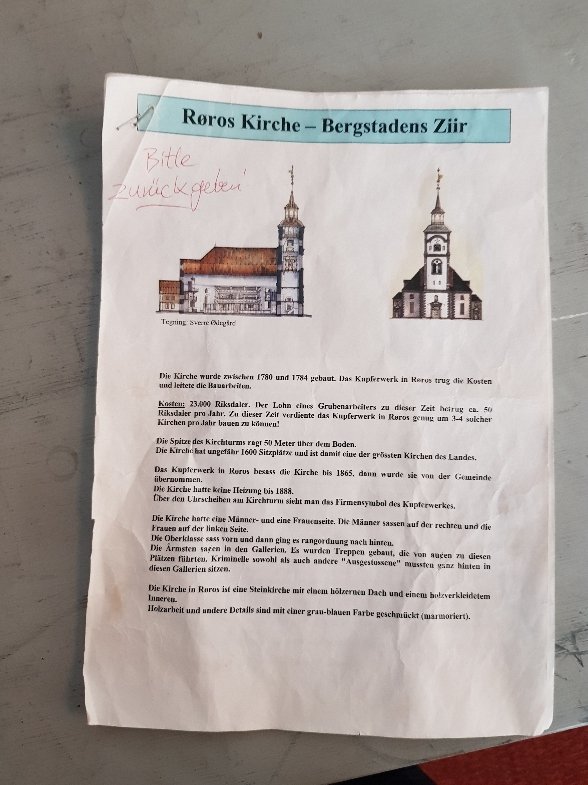 Røros Kirche – Bergstadens Ziir
Bitte
zurückgeben
Tegning: Sverre Ødegård
Die Kirche wurde zwischen 1780 und 1784 gebaut. Das Kupferwerk in Røros trug die Kosten
und leitete die Bauarbeiten.
Kosten: 23.000 Riksdaler. Der Lohn eines Grubenarbeiters zu dieser Zeit betrug ca. 50
Riksdaler pro Jahr. Zu dieser Zeit verdiente das Kupferwerk in Røros genug um 3-4 solcher
Kirchen pro Jahr bauen zu können!
Die Spitze des Kirchturms ragt 50 Meter über dem Boden.
Die Kirche hat ungefähr 1600 Sitzplätze und ist damit eine der grössten Kirchen des Landes.
Das Kupferwerk in Røros besass die Kirche bis 1865, dann wurde sie von der Gemeinde
übernommen.
Die Kirche hatte keine Heizung bis 1888.
Über den Uhrscheiben am Kirchturm sieht man das Firmensymbol des Kupferwerkes.
Die Kirche hatte eine Männer- und eine Frauenseite. Die Männer sassen auf der rechten und die
Frauen auf der linken Seite.
Die Oberklasse sass vorn und dann ging es rangordnung nach hinten.
Die Ärmsten sasen in den Gallerien. Es wurden Treppen gebaut, die von ausen zu diesen
Plätzen führten. Kriminelle sowohl als auch andere "Ausgestossene" mussten ganz hinten in
diesen Gallerien sitzen.
Die Kirche in Røros ist eine Steinkirche mit einem hölzernen Dach und einem holzverkleidetem
Inneren.
Holzarbeit und andere Details sind mit einer grau-blauen Farbe geschmückt (marmoriert).